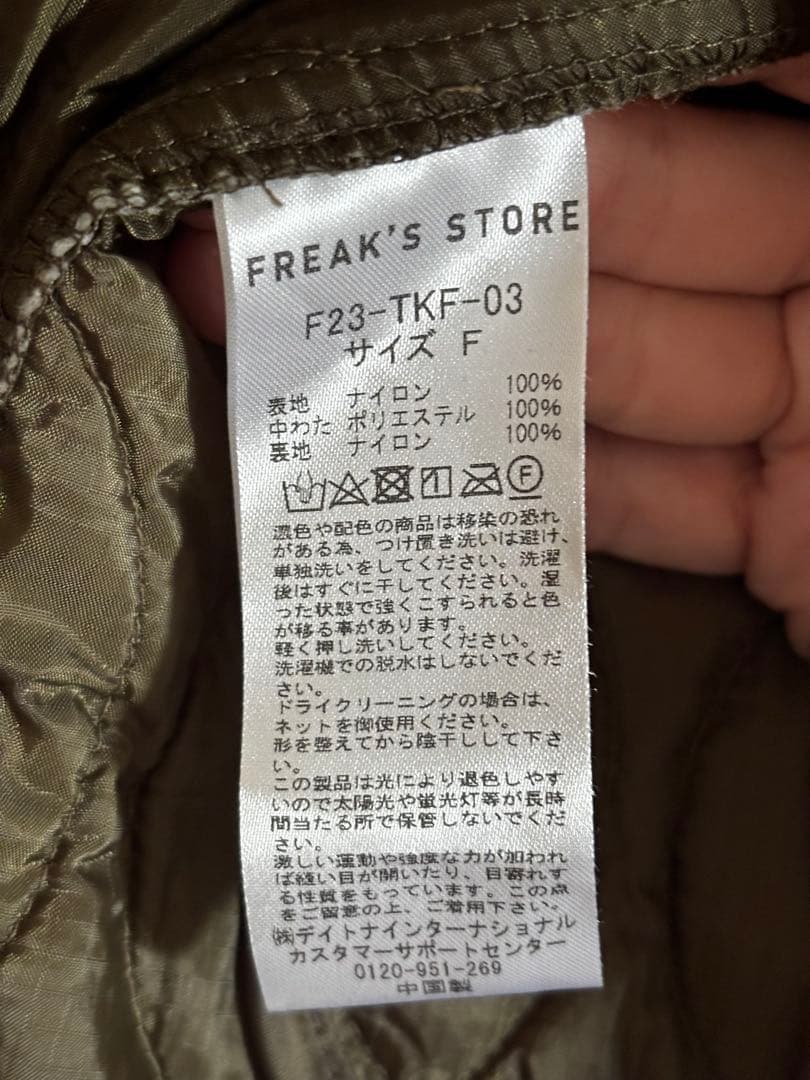 FREAK'S STORE
F23-TKF-03
サイズ F
表地 ナイロン 100%
中わた ポリエステル 100%
裏地 ナイロン 100%
F
濃色や配色の商品は移染の恐れ
がある為、つけ置き洗いは避け、
単独洗いをしてください。洗濯
後はすぐに干してください。湿
った状態で強くこすられると色
が移る事があります。
軽く押し洗いしてください。
洗濯機での脱水はしないでくだ
さい。
ドライクリーニングの場合は、
ネットを御使用ください。
形を整えてから陰干しして下さ
い。
この製品は光により退色しやす
いので太陽光や蛍光灯等が長時
間当たる所で保管しないでくだ
さい。
激しい運動や強度な力が加われ
ば縫い目が開いたり、目寄れす
る性質をもっています。この点
をご留意の上、ご着用下さい。
㈱デイトナインターナショナル
カスタマーサポートセンター
0120-951-269
中国製